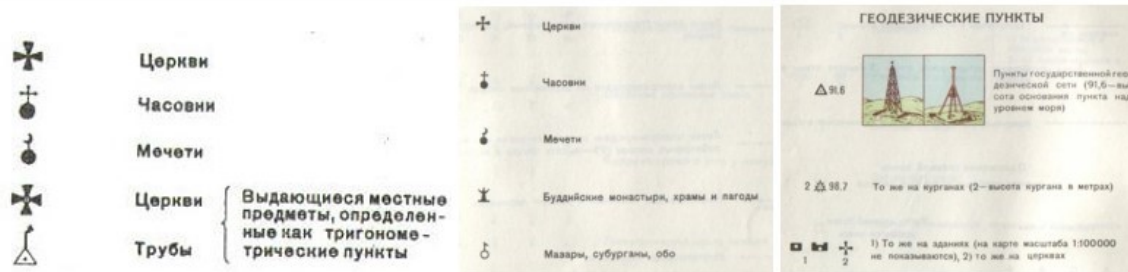 Церкви
Часовни
Мечети
Церкви
Трубы
Выдающиеся местные
предметы, определен-
ные как тригономе-
трические пункты
Церкви
Часовни
Мечети
Буддийские монастыри, храмы и пагоды
Мазары, субурганы, обо
ГЕОДЕЗИЧЕСКИЕ ПУНКТЫ
91,6
Пункты государственной гео-
дезической сети (91,6—вы-
сота основания пункта над
уровнем моря)
2 98,7 То же на курганах (2—высота кургана в метрах)
1 2
1) То же на зданиях (на карте масштаба 1:100000
не показываются), 2) то же на церквах